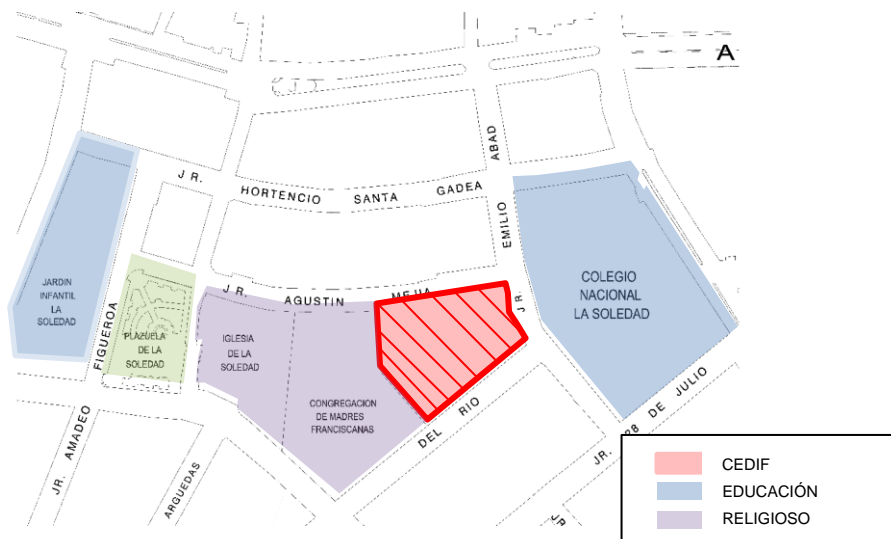 A
JR. HORTENCIO SANTA GADEA
JR. EMILIO ABAD
JARDIN
INFANTIL
LA
SOLEDAD
JR. AMADEO FIGUEROA
PLAZUELA
DE LA
SOLEDAD
JR. AGUSTIN MEJIA
IGLESIA
DE LA
SOLEDAD
CONGREGACION
DE MADRES
FRANCISCANAS
COLEGIO
NACIONAL
LA SOLEDAD
ARGUEDAS
DEL RIO
JR. 28 DE JULIO
JR.
CEDIF
EDUCACIÓN
RELIGIOSO